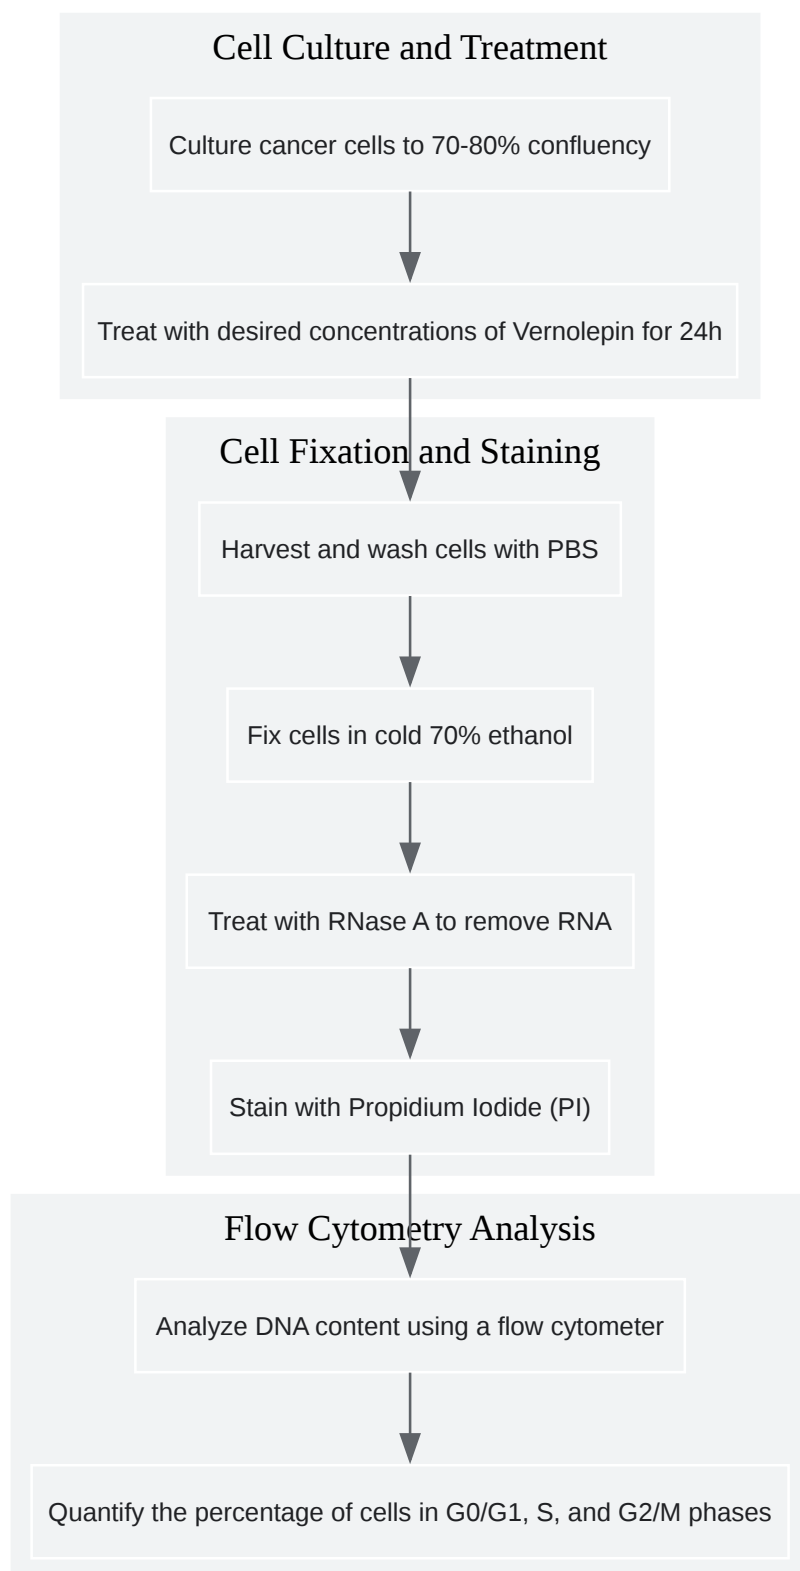 Cell Culture and Treatment
Culture cancer cells to 70-80% confluency
Treat with desired concentrations of Vernolepin for 24h
Cell Fixation and Staining
Harvest and wash cells with PBS
Fix cells in cold 70% ethanol
Treat with RNase A to remove RNA
Stain with Propidium Iodide (PI)
Flow Cytometry Analysis
Analyze DNA content using a flow cytometer
Quantify the percentage of cells in G0/G1, S, and G2/M phases